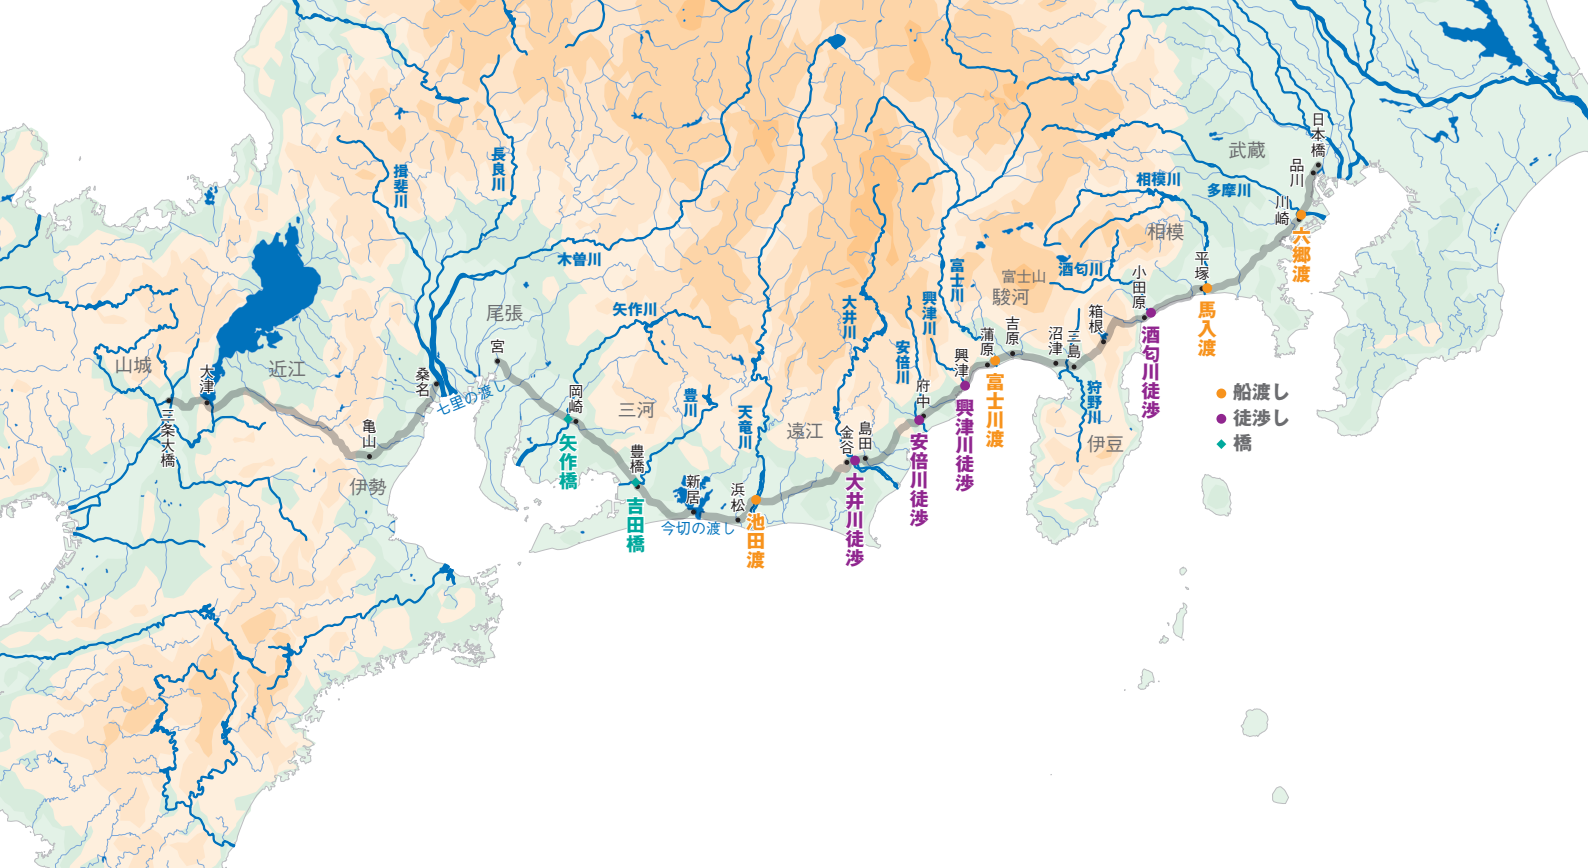 日本橋
武蔵
品川
相模川
多摩川
川崎
六郷渡
相模
平塚
馬入渡
酒匂川
小田原
酒匂川徒渉
富士山
駿河
箱根
三島
沼津
狩野川
伊豆
吉原
蒲原
富士川
富士川渡
興津川
興津
興津川徒渉
安倍川
府中
安倍川徒渉
大井川
島田
金谷
大井川徒渉
遠江
天竜川
池田渡
浜松
新居
今切の渡し
豊川
豊橋
吉田橋
三河
矢作川
岡崎
矢作橋
尾張
宮
七里の渡し
木曽川
長良川
揖斐川
桑名
亀山
伊勢
近江
大津
山城
三条大橋
船渡し
徒渉し
橋